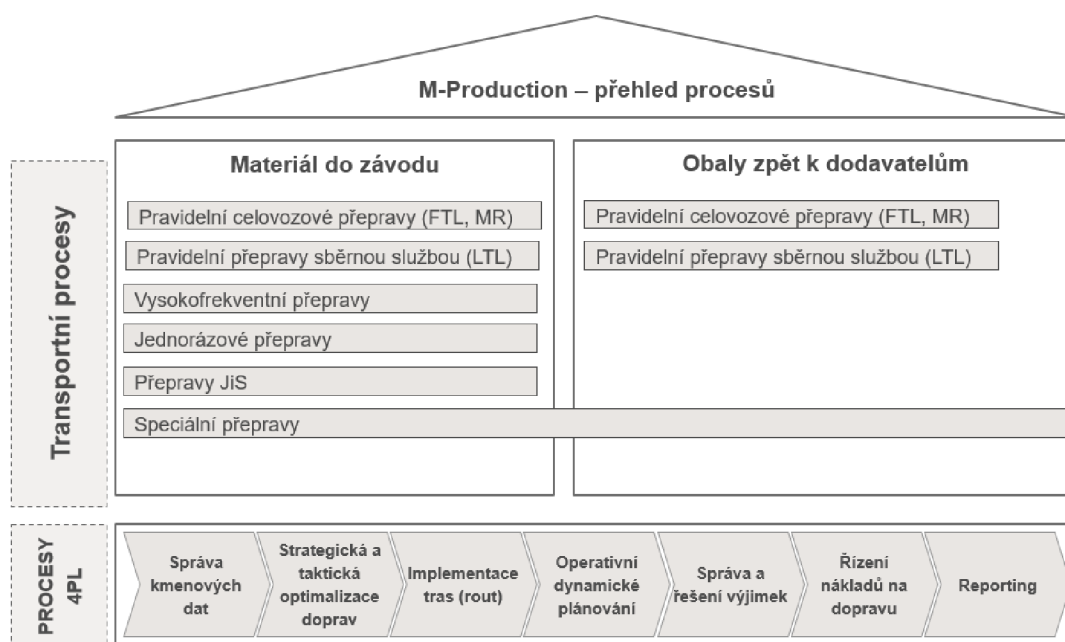 M-Production – přehled procesů
Transportní procesy
Materiál do závodu
Pravidelní celovozové přepravy (FTL, MR)
Pravidelní přepravy sběrnou službou (LTL)
Vysokofrekventní přepravy
Jednorázové přepravy
Přepravy JiS
Speciální přepravy
Obaly zpět k dodavatelům
Pravidelní celovozové přepravy (FTL, MR)
Pravidelní přepravy sběrnou službou (LTL)
PROCESY
4PL
Správa
kmenových
dat
Strategická a
taktická
optimalizace
doprav
Implementace
tras (rout)
Operativní
dynamické
plánování
Správa a
řešení výjimek
Řízení
nákladů na
dopravu
Reporting